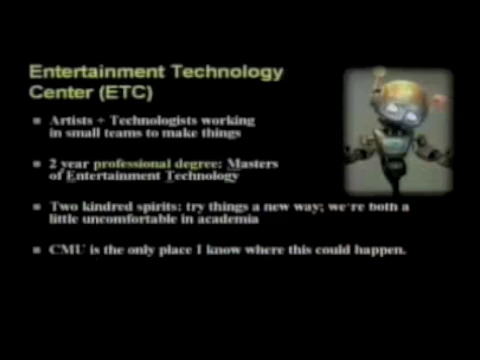 Entertainment Technology
Center (ETC)
Artists + Technologists working
in small teams to make things
2 year professional degree: Masters
of Entertainment Technology
Two kindred spirits: try things a new way; we're both a
little uncomfortable in academia
CMU is the only place I know where this could happen.